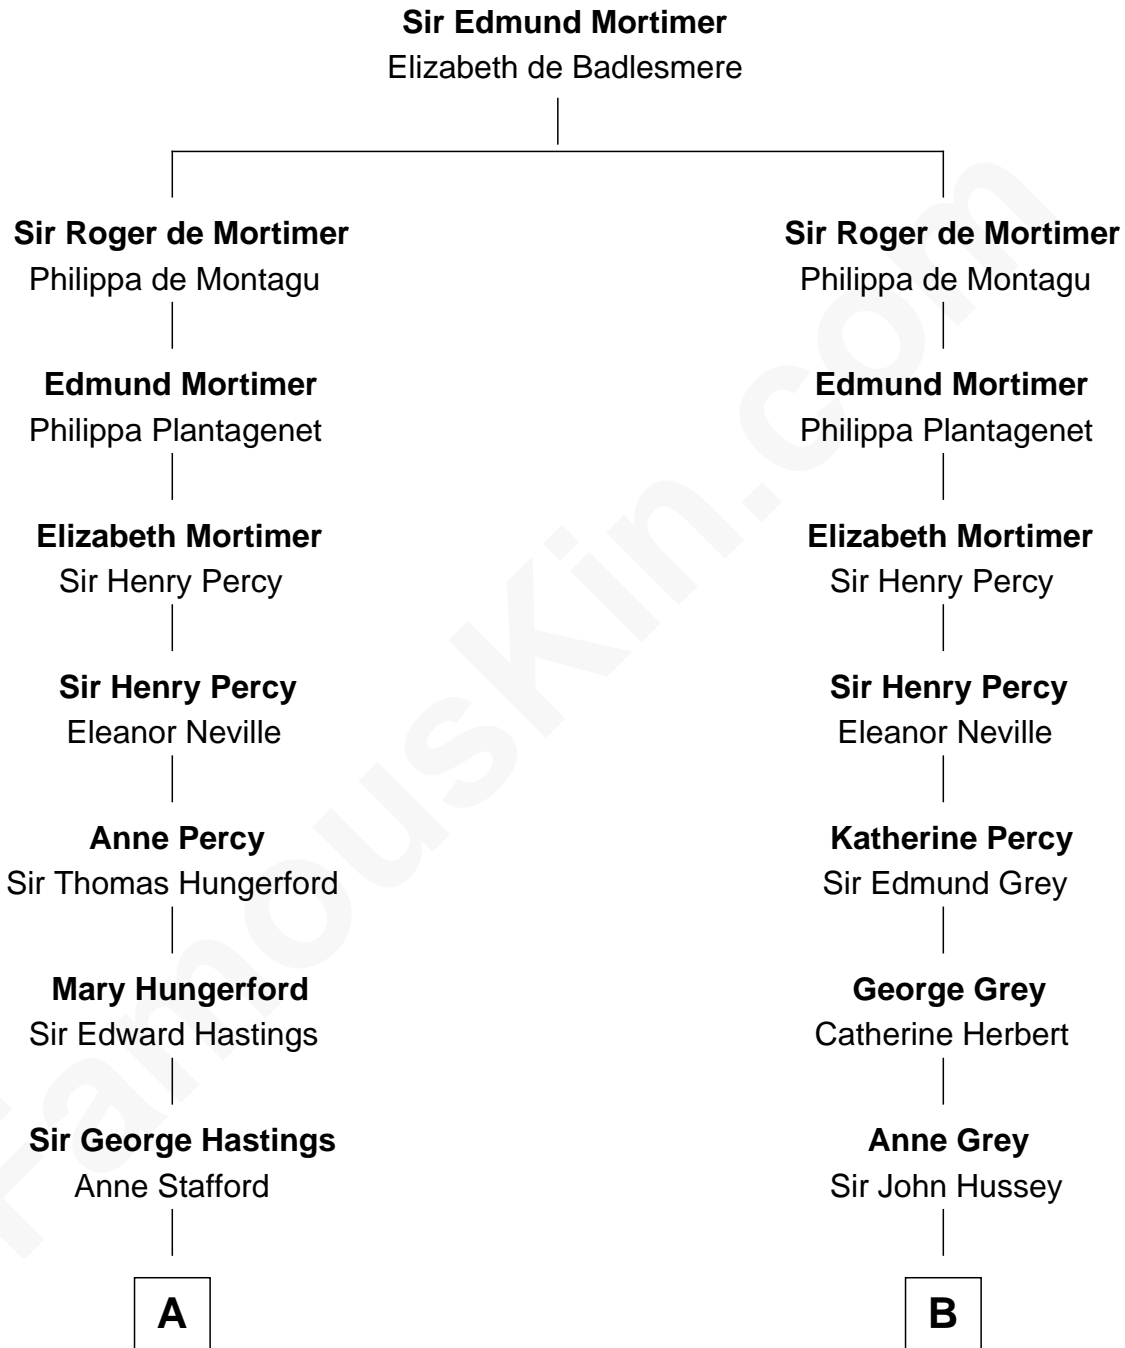 Sir Edmund Mortimer
Elizabeth de Badlesmere
Sir Roger de Mortimer
Philippa de Montagu
Sir Roger de Mortimer
Philippa de Montagu
Edmund Mortimer
Philippa Plantagenet
Edmund Mortimer
Philippa Plantagenet
Elizabeth Mortimer
Sir Henry Percy
Elizabeth Mortimer
Sir Henry Percy
Sir Henry Percy
Eleanor Neville
Sir Henry Percy
Eleanor Neville
Anne Percy
Sir Thomas Hungerford
Katherine Percy
Sir Edmund Grey
Mary Hungerford
Sir Edward Hastings
George Grey
Catherine Herbert
Sir George Hastings
Anne Stafford
Anne Grey
Sir John Hussey
A
B
FamousKin.com